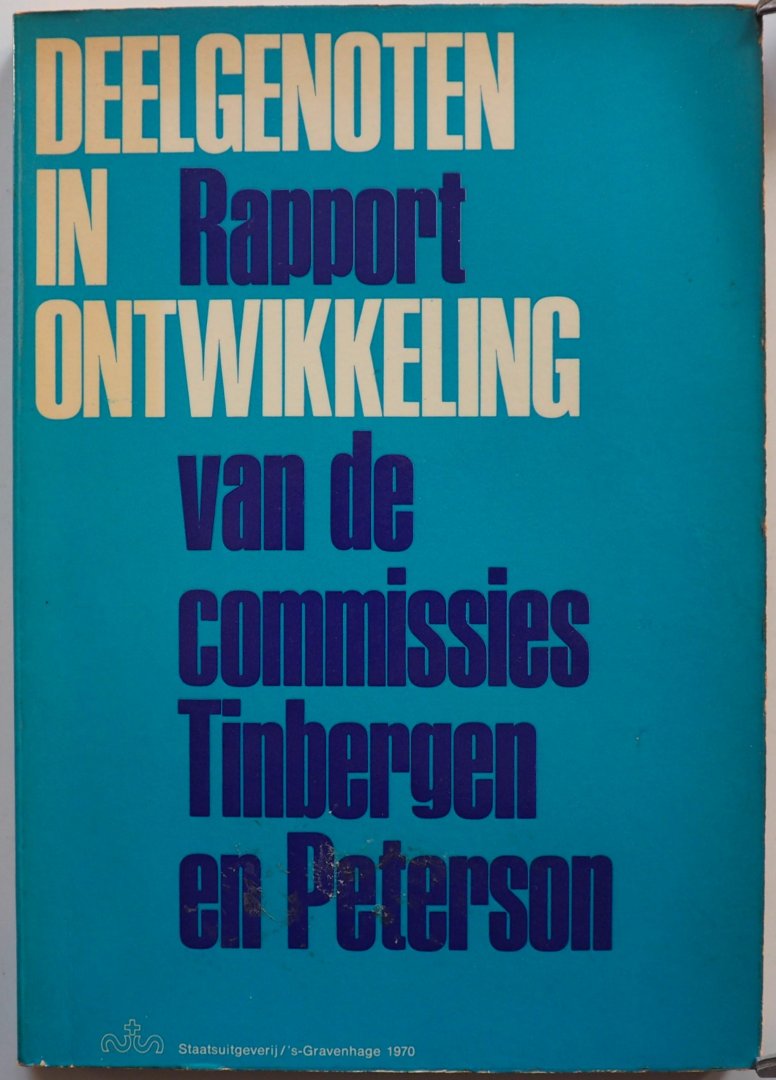 DEELGENOTEN
IN Rapport
ONTWIKKELING
van de
commissies
Tinbergen
en Peterson
Staatsuitgeverij/'s-Gravenhage 1970